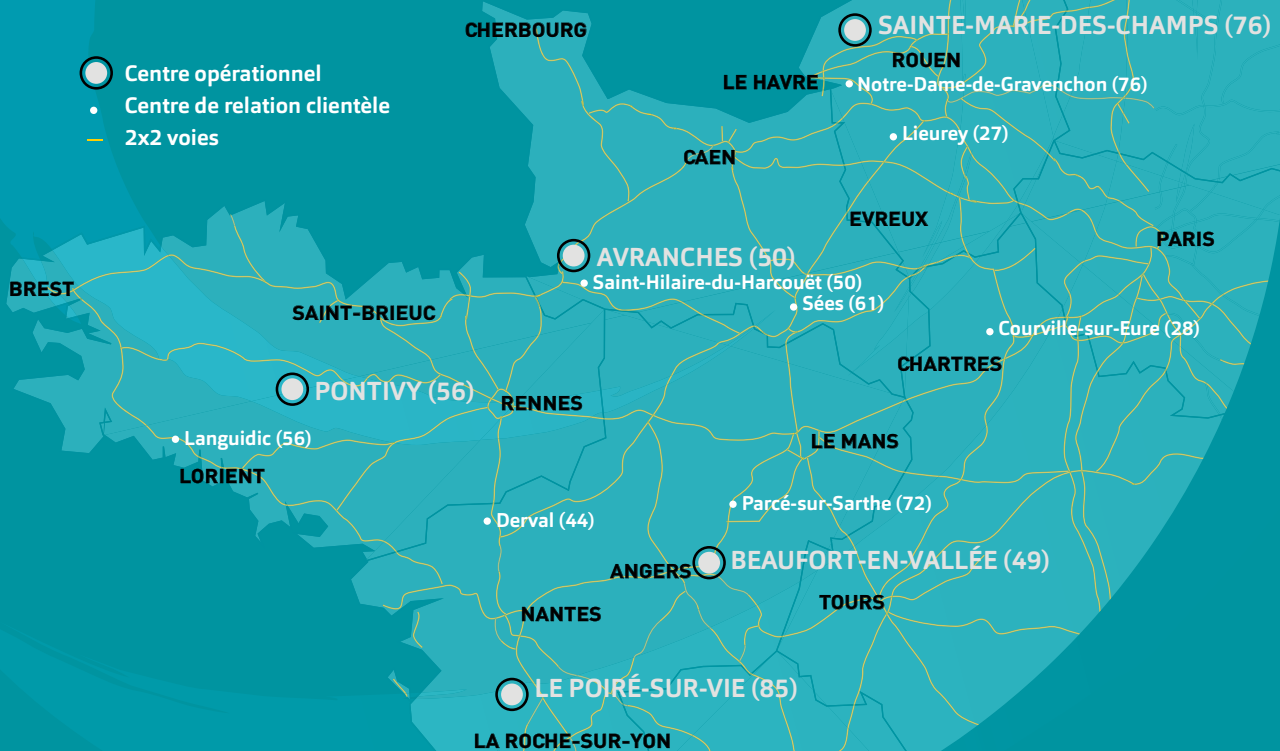 CHERBOURG
SAINTE-MARIE-DES-CHAMPS (76)
ROUEN
Centre opérationnel
LE HAVRE
Notre-Dame-de-Gravenchon (76)
Centre de relation clientèle
2x2 voies
Lieurey (27)
CAEN
EVREUX
PARIS
AVRANCHES (50)
Saint-Hilaire-du-Harcouët (50)
BREST
Sées (61)
SAINT-BRIEUC
Courville-sur-Eure (28)
CHARTRES
PONTIVY (56)
RENNES
Languidic (56)
LE MANS
LORIENT
Parcé-sur-Sarthe (72)
Derval (44)
BEAUFORT-EN-VALLÉE (49)
ANGERS
TOURS
NANTES
LE POIRÉ-SUR-VIE (85)
LA ROCHE-SUR-YON